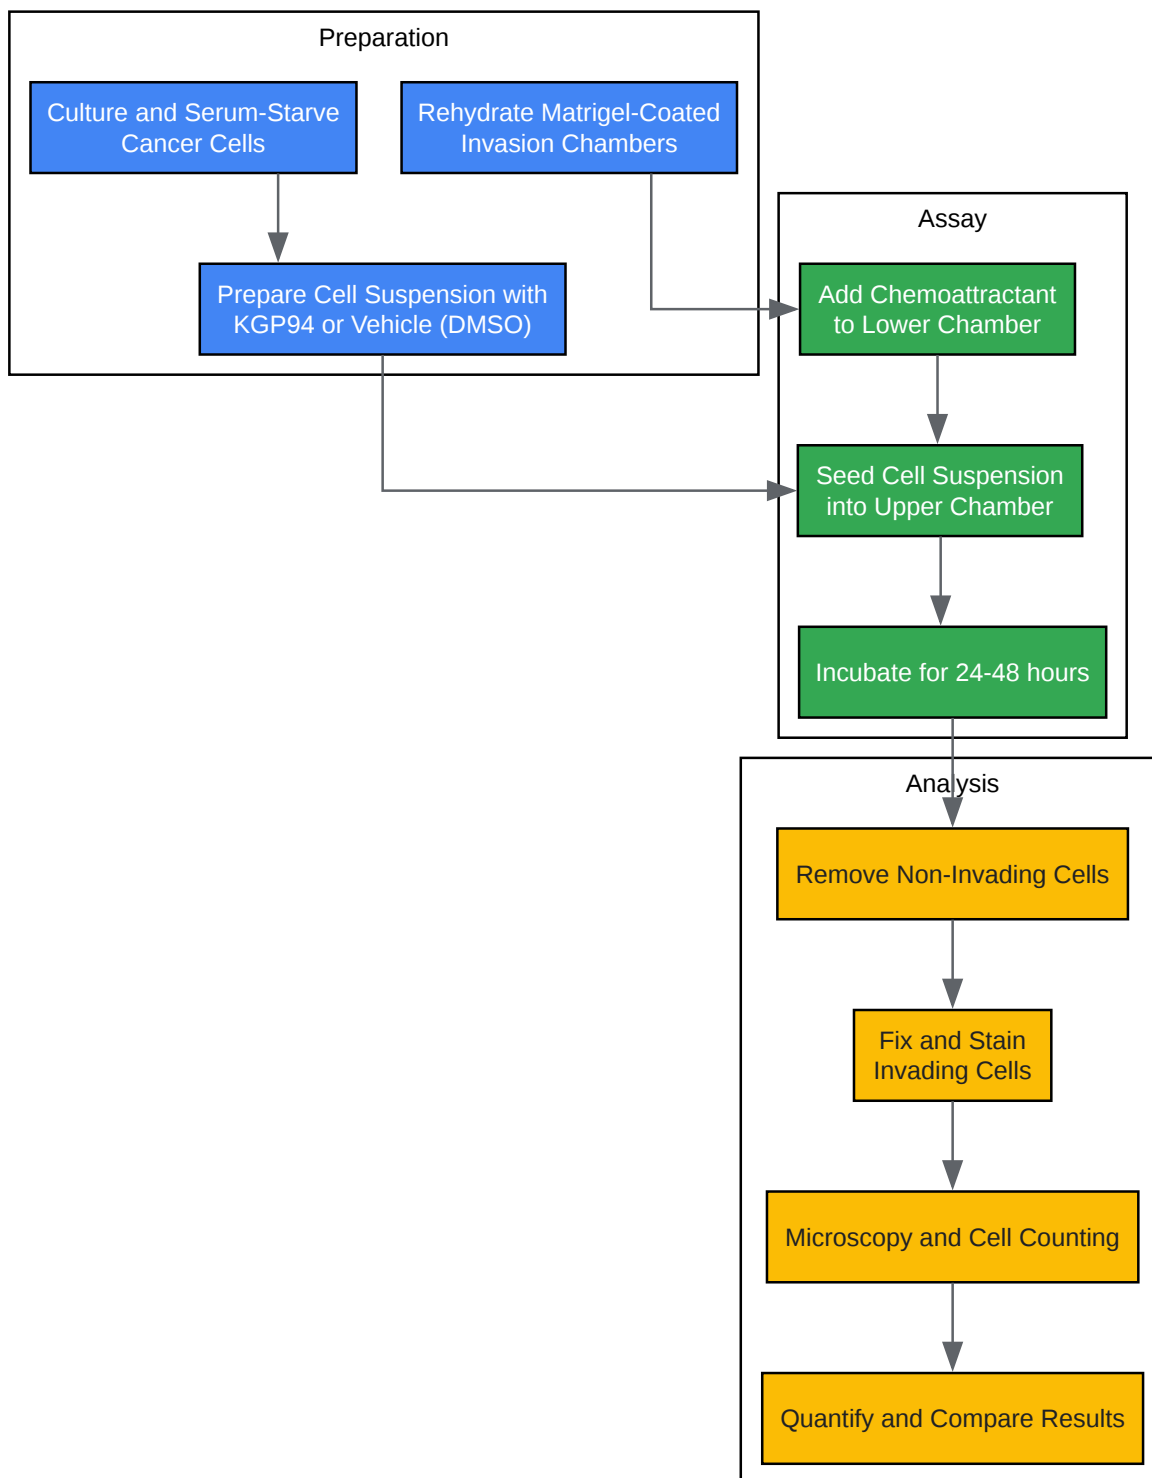 Preparation
Culture and Serum-Starve
Cancer Cells
Rehydrate Matrigel-Coated
Invasion Chambers
Prepare Cell Suspension with
KGP94 or Vehicle (DMSO)
Assay
Add Chemoattractant
to Lower Chamber
Seed Cell Suspension
into Upper Chamber
Incubate for 24-48 hours
Analysis
Remove Non-Invading Cells
Fix and Stain
Invading Cells
Microscopy and Cell Counting
Quantify and Compare Results